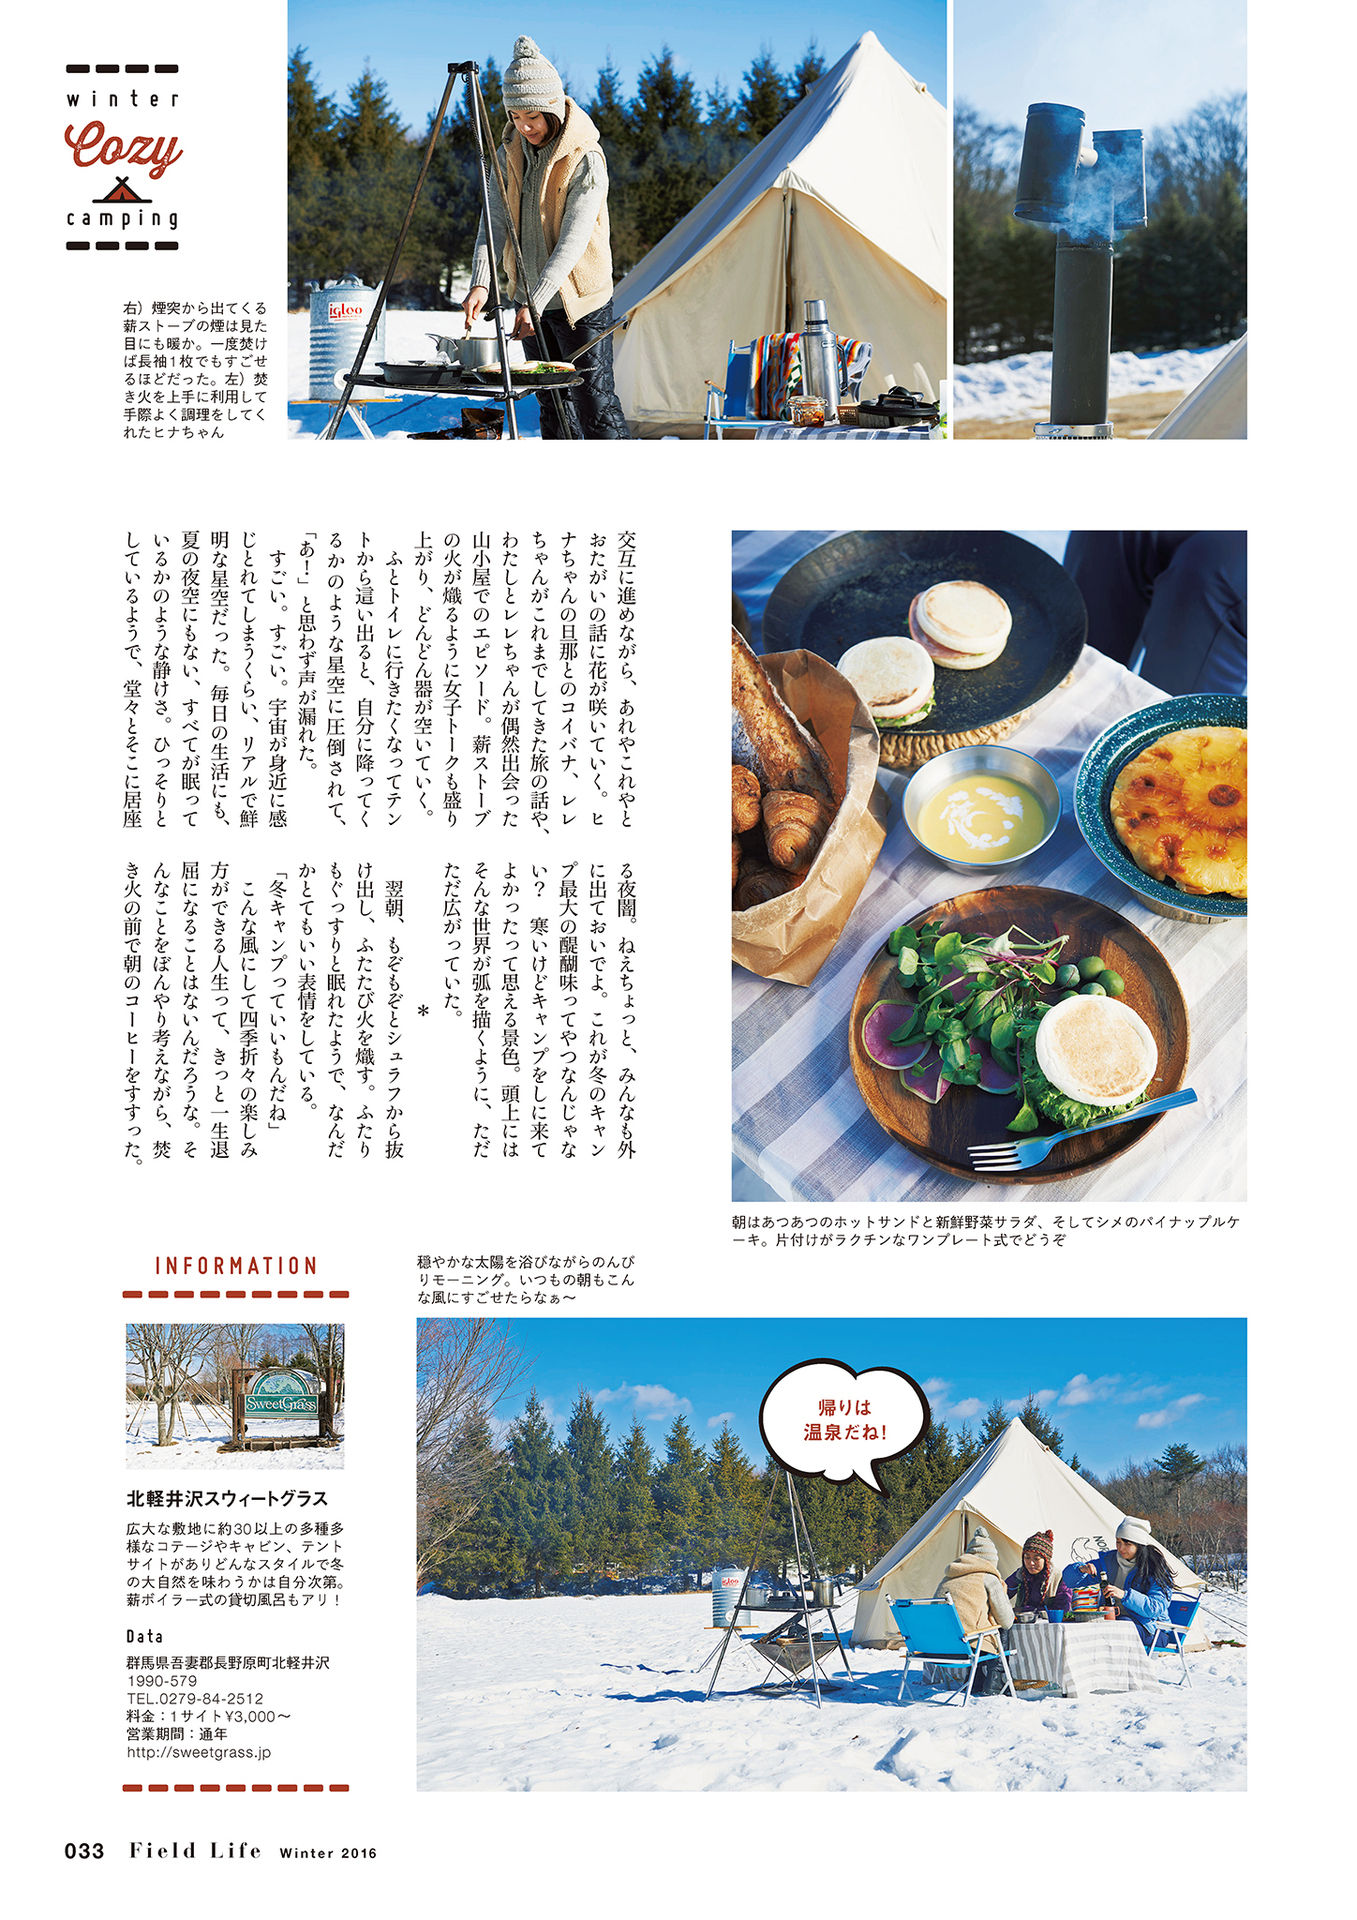 winter
Cozy
camping
右）煙突から出てくる
薪ストーブの煙は見た
目にも暖か。一度焚け
ば長袖1枚でもすごせ
るほどだった。左）焚
き火を上手に利用して
手際よく調理をしてく
れたヒナちゃん
igloo
交互に進めながら、あれやこれやと
おたがいの話に花が咲いていく。ヒ
ナちゃんの旦那とのコイバナ、レレ
ちゃんがこれまでしてきた旅の話や、
わたしとレレちゃんが偶然出会った
山小屋でのエピソード。薪ストーブ
の火が熾るように女子トークも盛り
上がり、どんどん器が空いていく。
ふとトイレに行きたくなってテン
トから這い出ると、自分に降ってく
るかのような星空に圧倒されて、
「あ！」と思わず声が漏れた。
すごい。すごい。宇宙が身近に感
じとれてしまうくらい、リアルで鮮
明な星空だった。毎日の生活にも、
夏の夜空にもない、すべてが眠って
いるかのような静けさ。ひっそりと
しているようで、堂々とそこに居座
る夜闇。ねえちょっと、みんなも外
に出ておいでよ。これが冬のキャン
プ最大の醍醐味ってやつなんじゃな
い？　寒いけどキャンプをしに来て
よかったって思える景色。頭上には
そんな世界が弧を描くように、ただ
ただ広がっていた。
＊
翌朝、もぞもぞとシュラフから抜
け出し、ふたたび火を熾す。ふたり
もぐっすりと眠れたようで、なんだ
かとてもいい表情をしている。
「冬キャンプっていいもんだね」
こんな風にして四季折々の楽しみ
方ができる人生って、きっと一生退
屈になることはないんだろうな。そ
んなことをぼんやり考えながら、焚
き火の前で朝のコーヒーをすすった。
朝はあつあつのホットサンドと新鮮野菜サラダ、そしてシメのパイナップルケ
ーキ。片付けがラクチンなワンプレート式でどうぞ
穏やかな太陽を浴びながらのんび
りモーニング。いつもの朝もこん
な風にすごせたらなぁ〜
帰りは
温泉だね！
igloo
INFORMATION
SweetGrass
北軽井沢スウィートグラス
広大な敷地に約30以上の多種多
様なコテージやキャビン、テント
サイトがありどんなスタイルで冬
の大自然を味わうかは自分次第。
薪ボイラー式の貸切風呂もアリ！
Data
群馬県吾妻郡長野原町北軽井沢
1990-579
TEL.0279-84-2512
料金：1サイト¥3,000〜
営業期間：通年
http://sweetgrass.jp
033 Field Life Winter 2016